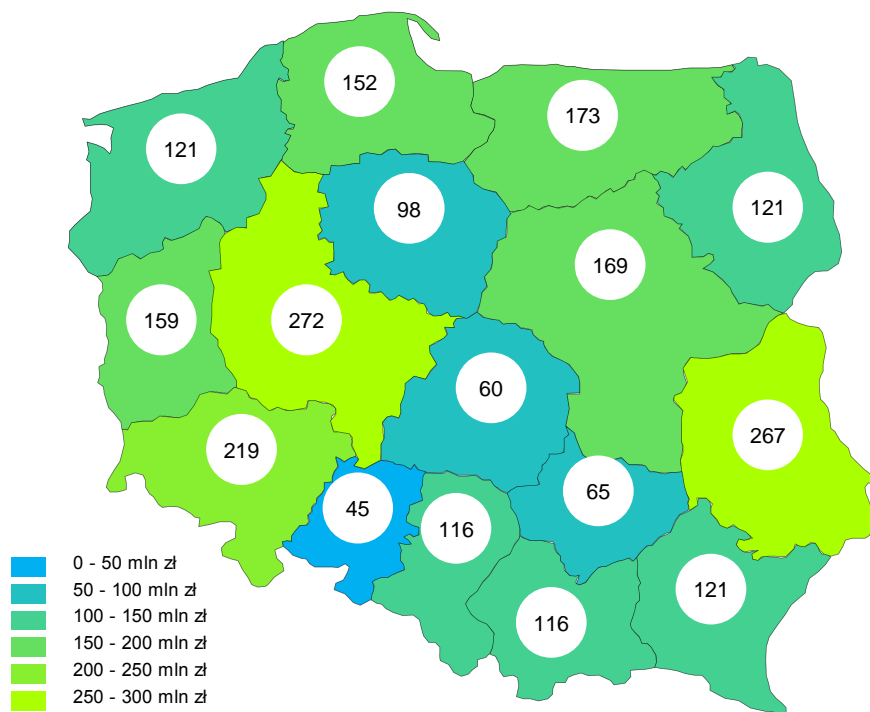 152
173
121
98
121
169
159
272
60
267
219
45
65
116
121
116
0 - 50 mln zł
50 - 100 mln zł
100 - 150 mln zł
150 - 200 mln zł
200 - 250 mln zł
250 - 300 mln zł